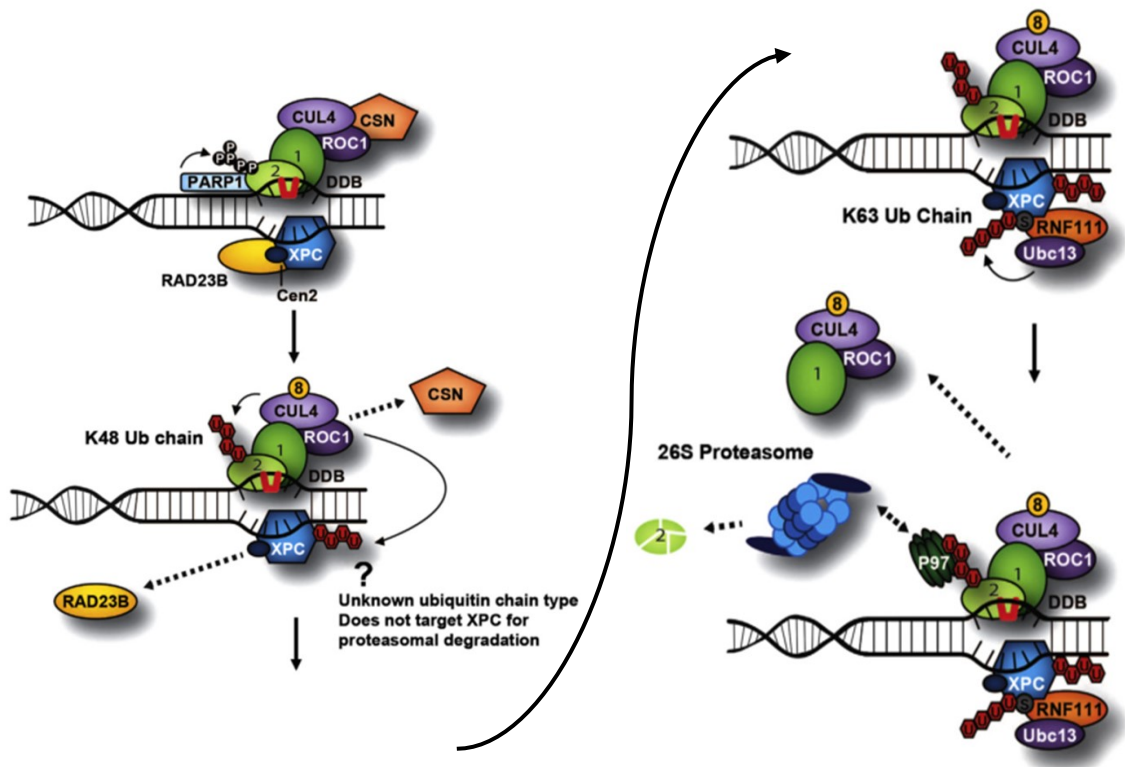 CUL4
CSN
ROC1
1
P
P
P
P
P
2
PARP1
DDB
XPC
RAD23B
Cen2
8
CUL4
CSN
U
U
U
U
K48 Ub chain
ROC1
1
2
DDB
XPC
U
U
U
U
RAD23B
?
Unknown ubiquitin chain type
Does not target XPC for
proteasomal degradation
8
CUL4
U
U
U
U
ROC1
1
2
DDB
XPC
U
U
U
U
K63 Ub Chain
U
U
U
U
S
RNF111
Ubc13
8
CUL4
ROC1
1
26S Proteasome
2
8
CUL4
P97
U
U
U
U
ROC1
1
2
DDB
XPC
U
U
U
U
U
U
U
U
S
RNF111
Ubc13